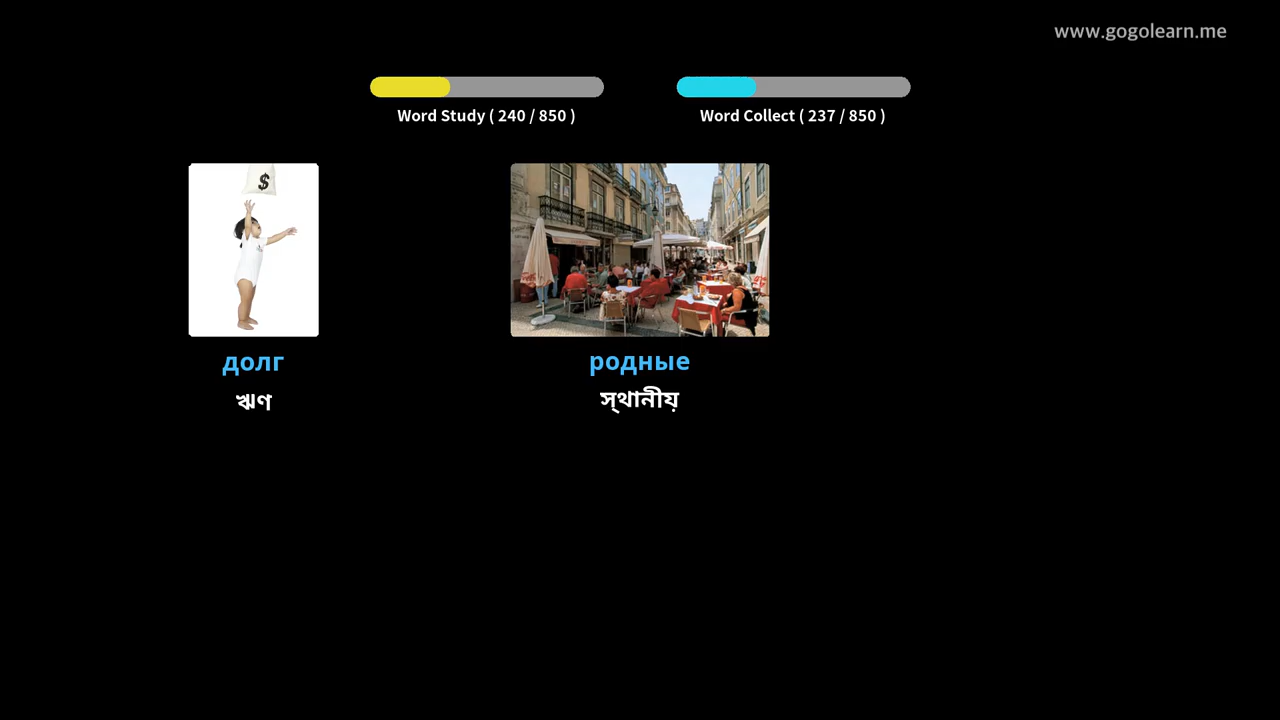 www.gogolearn.me
Word Study ( 240 / 850 )
Word Collect ( 237 / 850 )
$
долг
родные
ঋণ
স্থানীয়